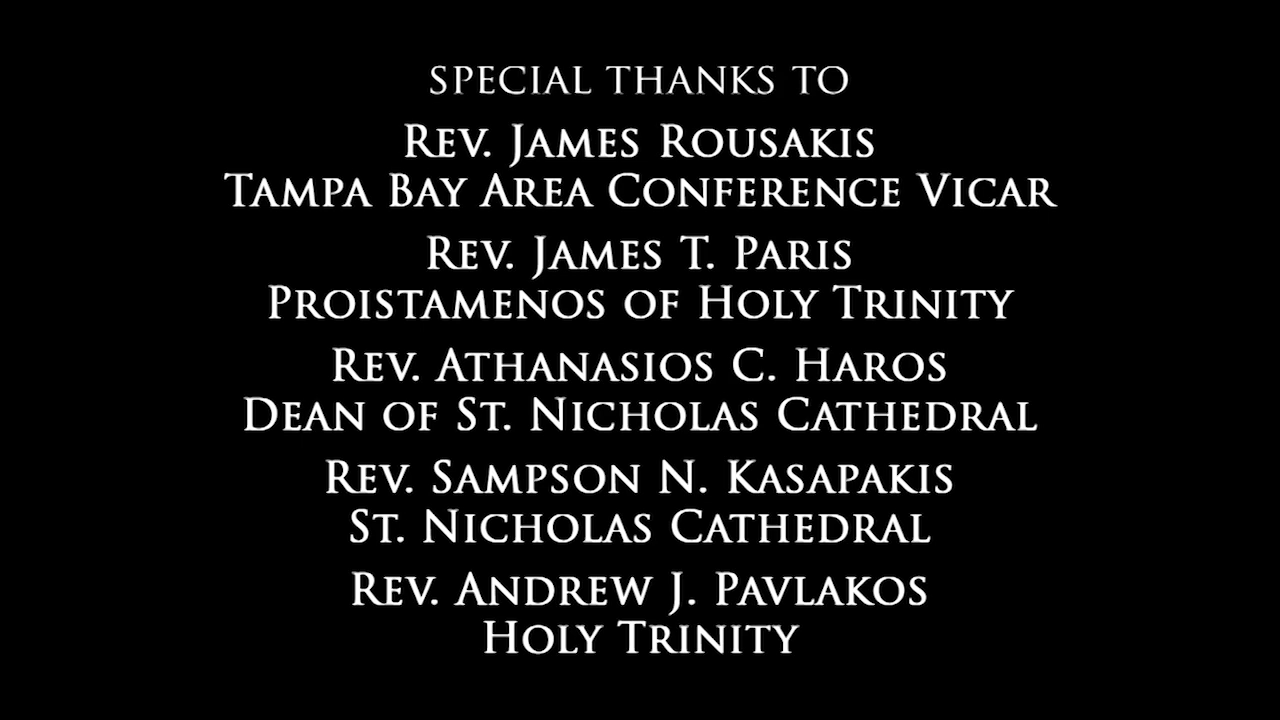 SPECIAL THANKS TO
REV. JAMES ROUSAKIS
TAMPA BAY AREA CONFERENCE VICAR
REV. JAMES T. PARIS
PROISTAMENOS OF HOLY TRINITY
REV. ATHANASIOS C. HAROS
DEAN OF ST. NICHOLAS CATHEDRAL
REV. SAMPSON N. KASAPAKIS
ST. NICHOLAS CATHEDRAL
REV. ANDREW J. PAVLAKOS
HOLY TRINITY